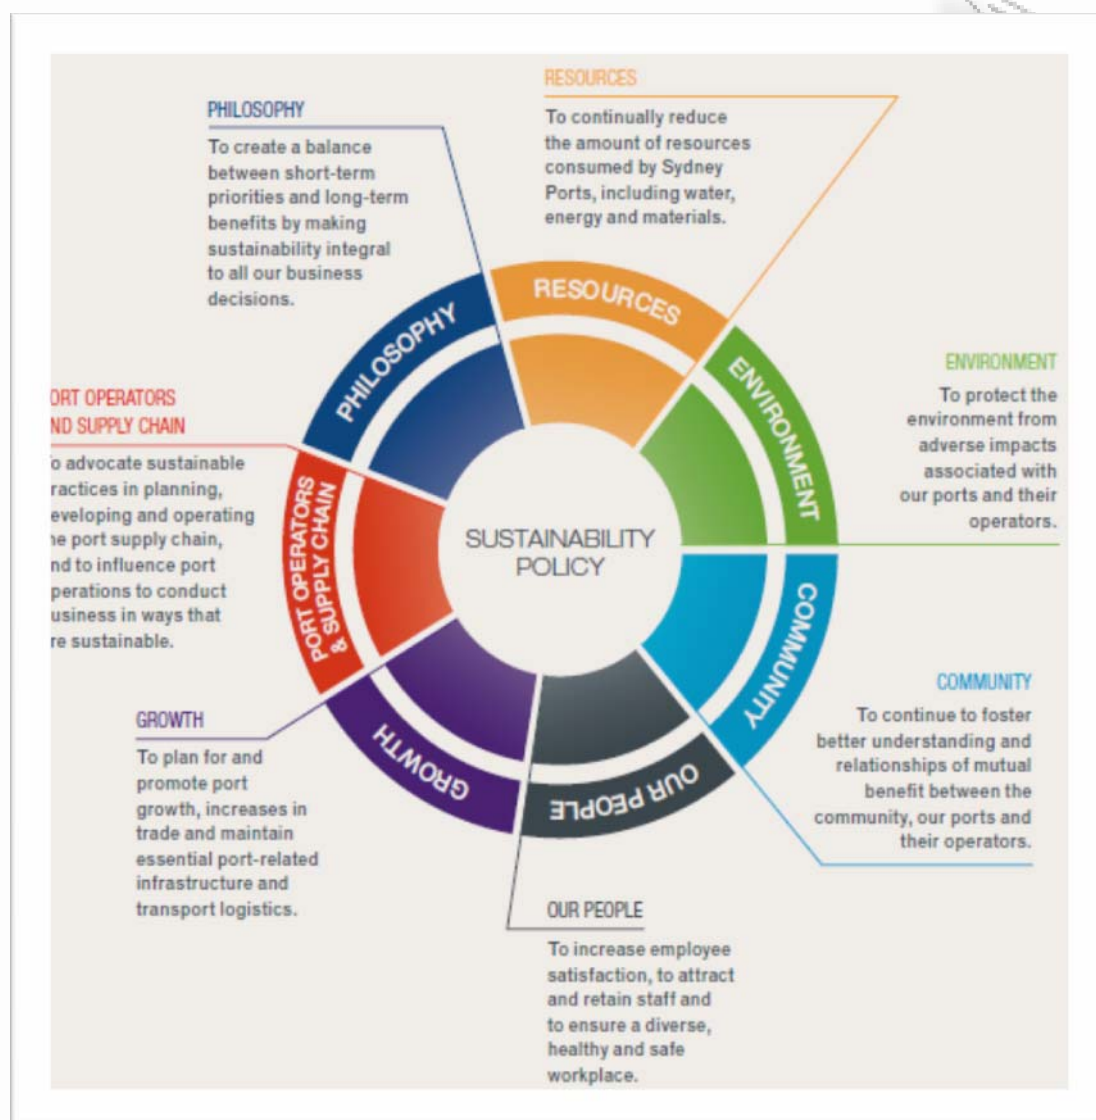 RESOURCES
To continually reduce
the amount of resources
consumed by Sydney
Ports, including water,
energy and materials.
PHILOSOPHY
To create a balance
between short-term
priorities and long-term
benefits by making
sustainability integral
to all our business
decisions.
RESOURCES
PHILOSOPHY
ENVIRONMENT
ENVIRONMENT
To protect the
environment from
adverse impacts
associated with
our ports and their
operators.
ORT OPERATORS
ND SUPPLY CHAIN
o advocate sustainable
ractices in planning,
eveloping and operating
he port supply chain,
nd to influence port
perations to conduct
usiness in ways that
re sustainable.
PORT OPERATORS
& SUPPLY CHAIN
SUSTAINABILITY
POLICY
COMMUNITY
COMMUNITY
To continue to foster
better understanding and
relationships of mutual
benefit between the
community, our ports and
their operators.
GROWTH
To plan for and
promote port
growth, increases in
trade and maintain
essential port-related
infrastructure and
transport logistics.
GROWTH
OUR PEOPLE
OUR PEOPLE
To increase employee
satisfaction, to attract
and retain staff and
to ensure a diverse,
healthy and safe
workplace.